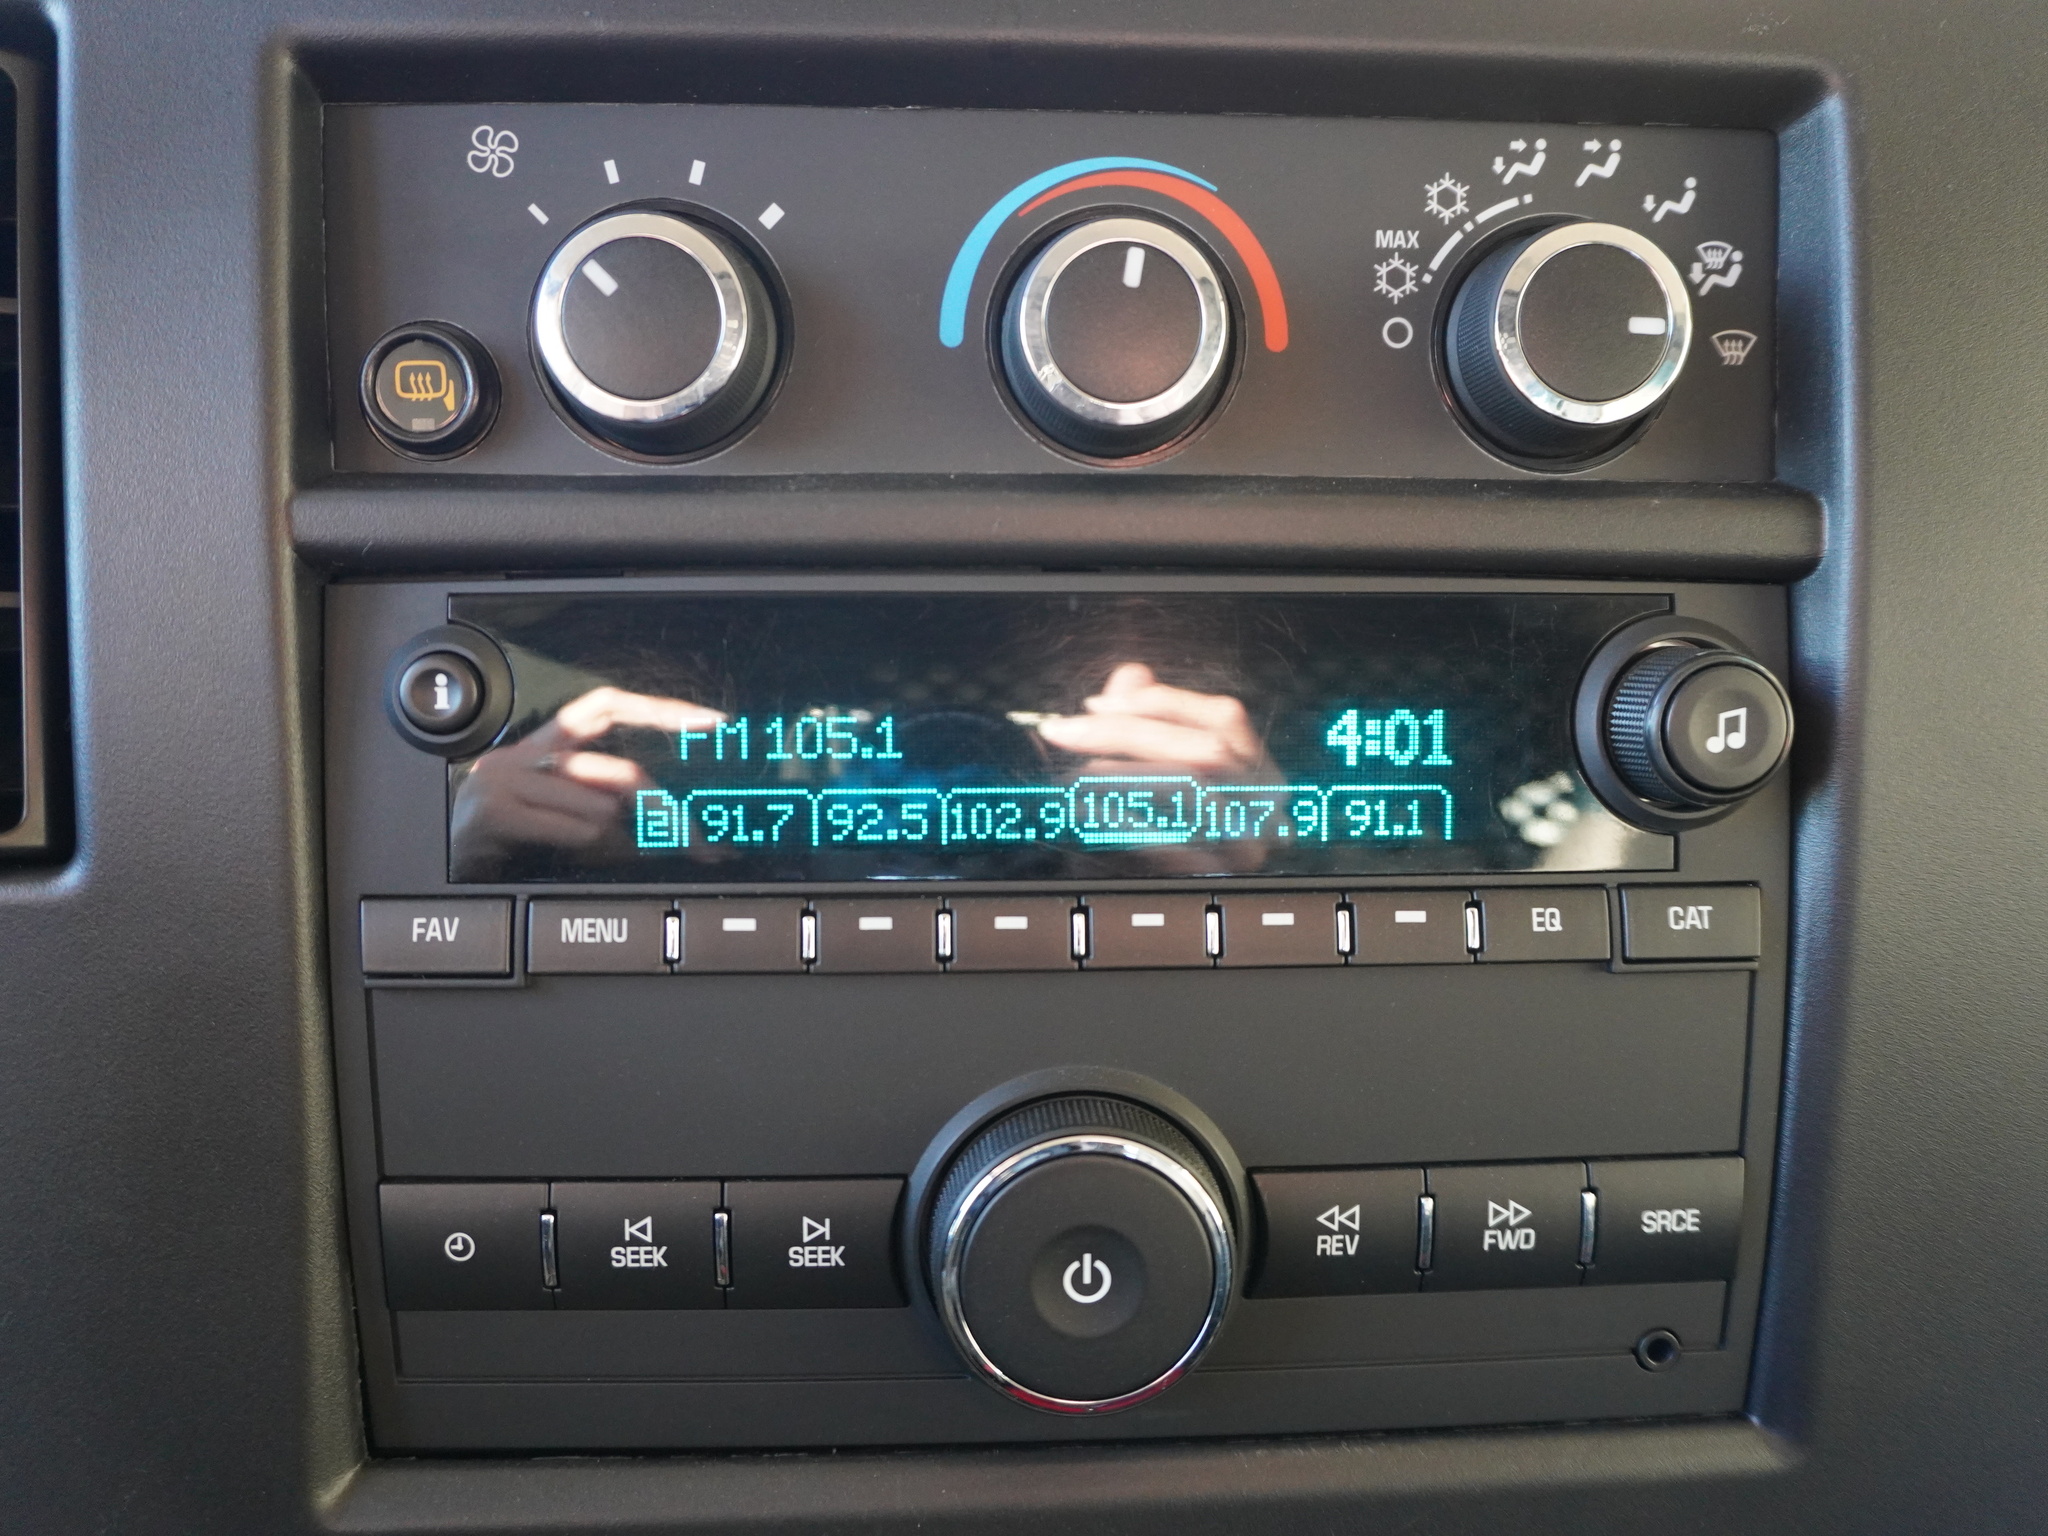 MAX
i
FM 105.1 4:01
2 91.7 92.5 102.9 105.1 107.9 91.1
FAV MENU EQ CAT
SEEK SEEK REV FWD SRCE